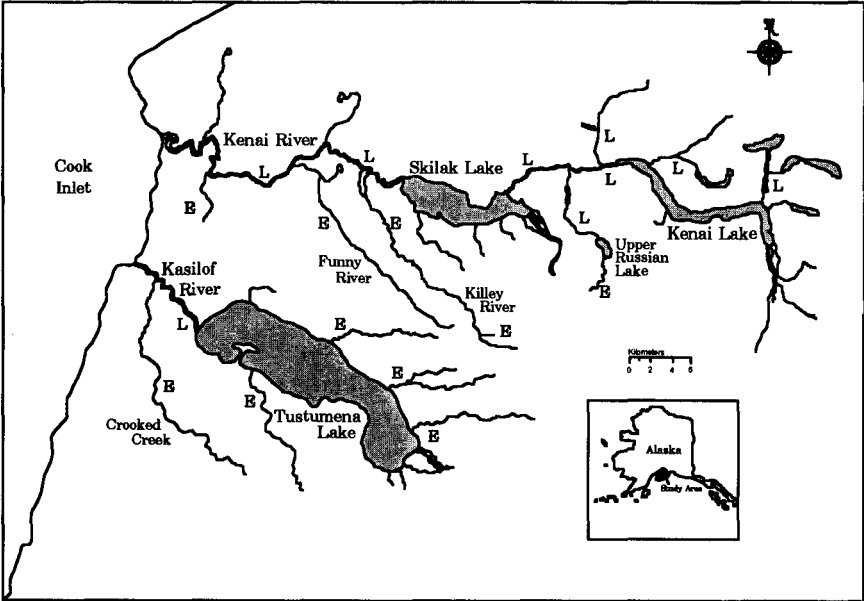 N
Kenai River
Cook
Inlet
L
L
Skilak Lake
L
L
L
L
L
L
E
E
E
Funny
River
Killey
River
E
Upper
Russian
Lake
E
Kenai Lake
Kasilof
River
L
E
E
E
E
E
Crooked
Creek
Tustumena
Lake
Kilometers
0 2 4 6
Alaska
Study Area